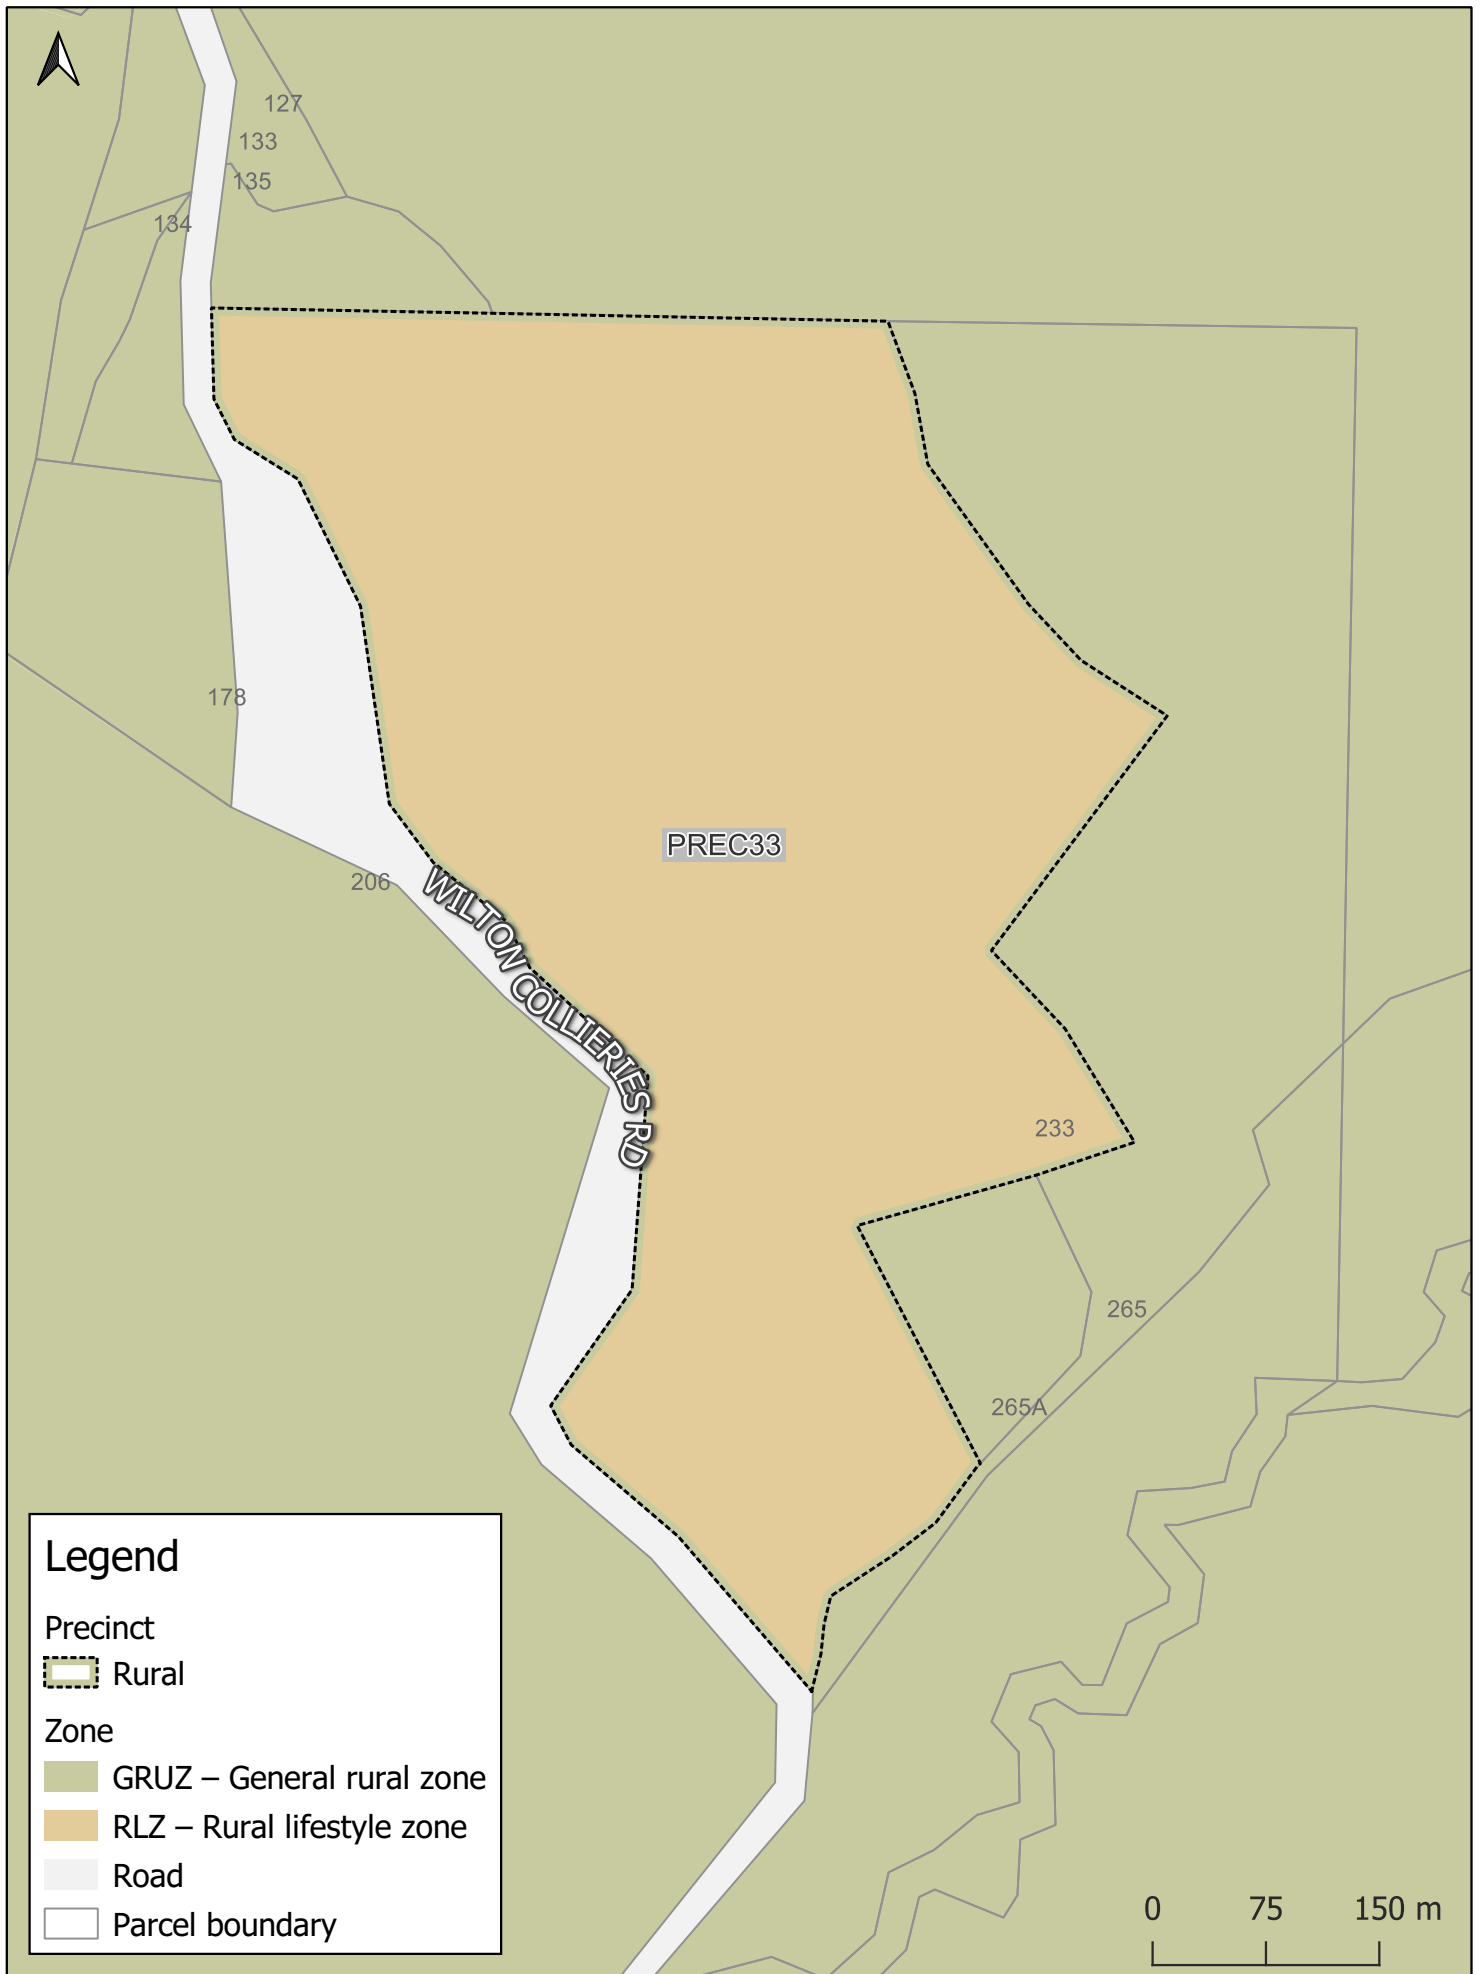 127
133
135
134
178
PREC33
206
WILTON COLLIERIES RD
233
265
265A
Legend
Precinct
Rural
Zone
GRUZ – General rural zone
RLZ – Rural lifestyle zone
Road
Parcel boundary
0 75 150 m